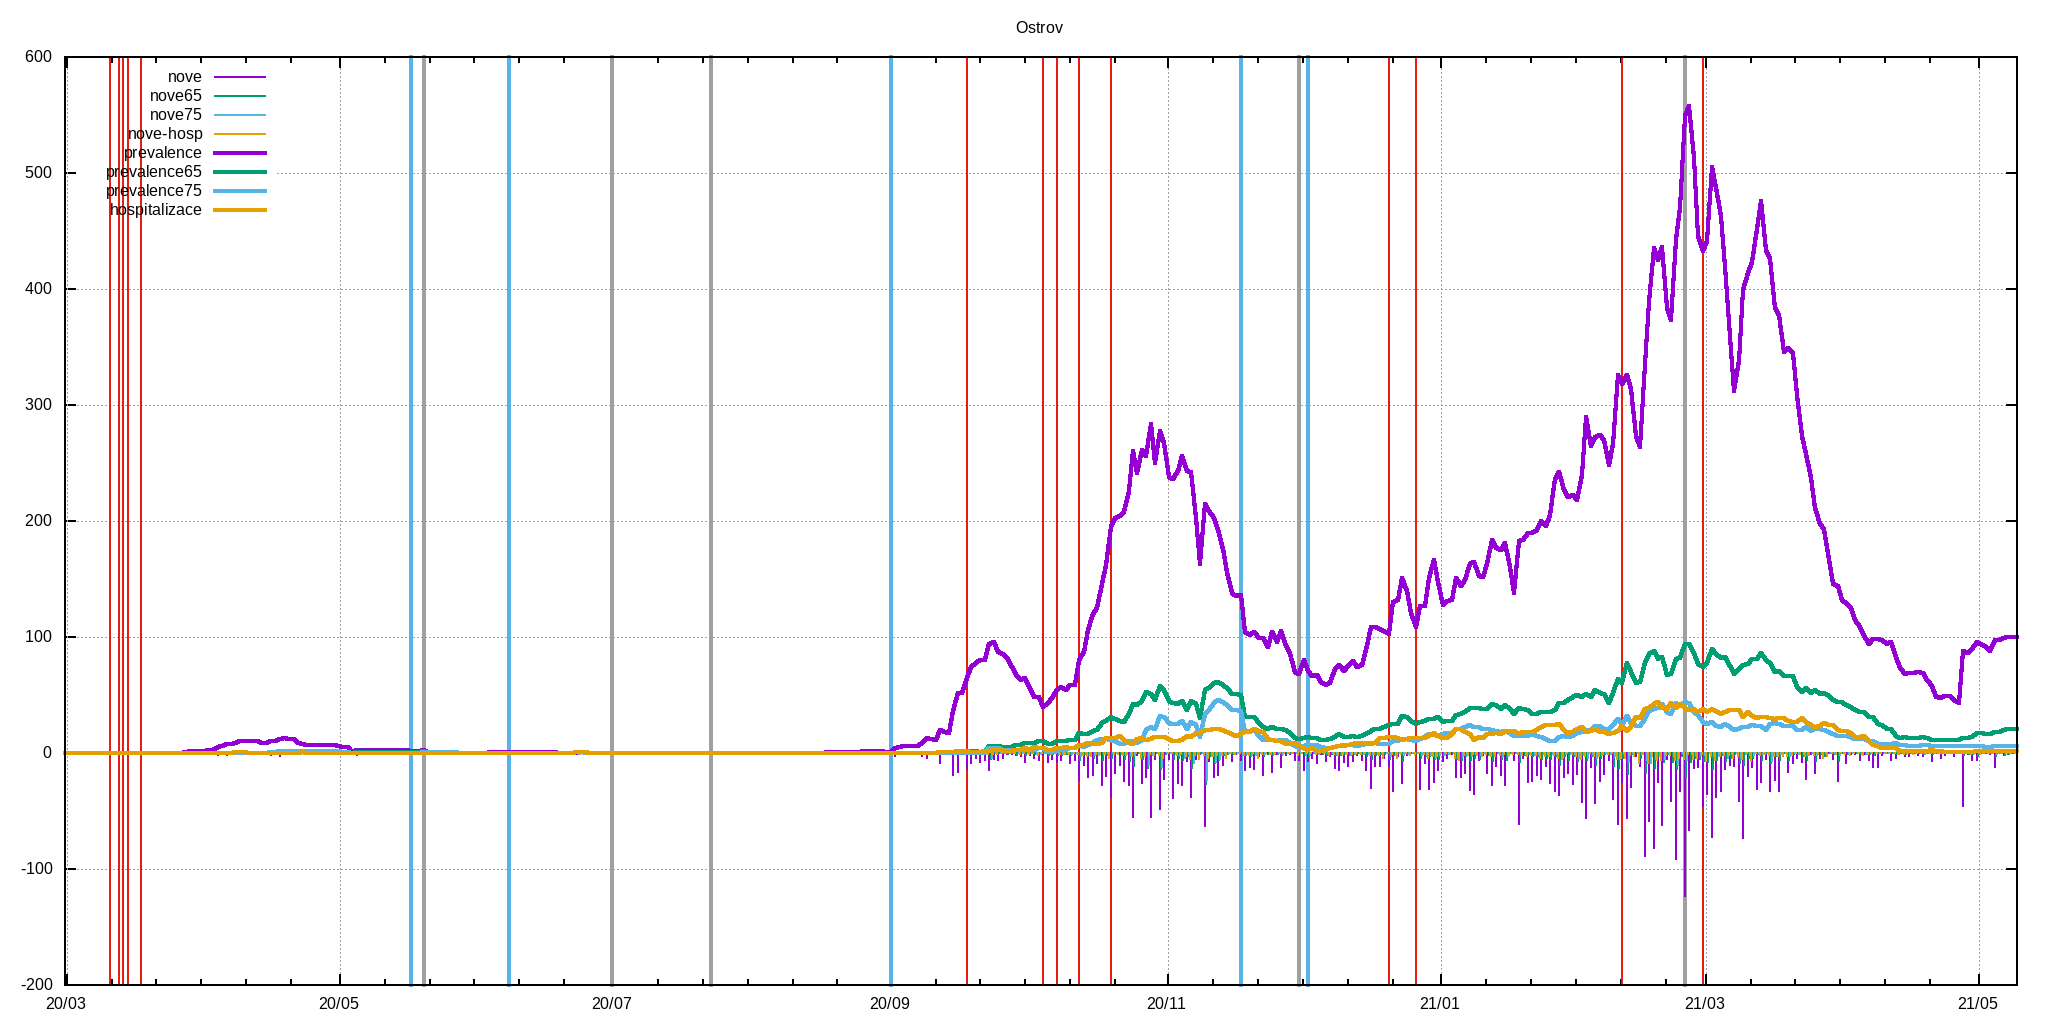 Ostrov
600
500
400
300
200
100
0
-100
-200
nove
nove65
nove75
nove-hosp
prevalence
prevalence65
prevalence75
hospitalizace
20/03 20/05 20/07 20/09 20/11 21/01 21/03 21/05